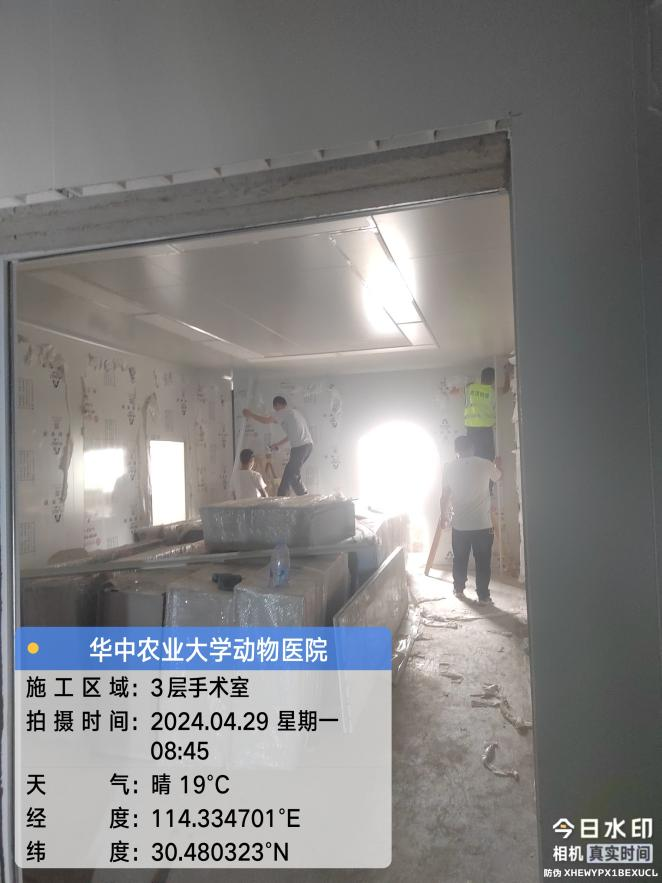 华中农业大学动物医院
施工区域：3层手术室
拍摄时间：2024.04.29 星期一
08:45
天气：晴 19°C
经度：114.334701°E
纬度：30.480323°N
今日水印
相机 真实时间
防伪 XHEWYPX1BEXUCL